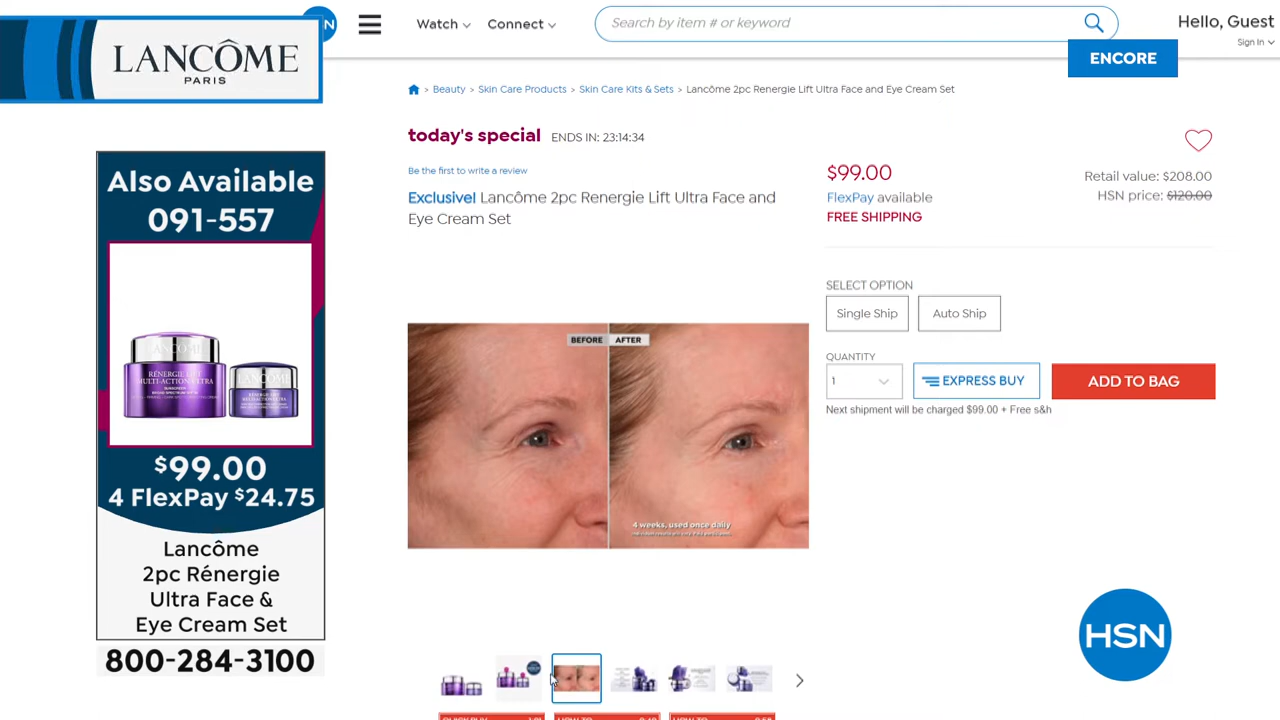 LANCÔME
PARIS
N
Watch
Connect
Search by item # or keyword
Hello, Guest
Sign In
ENCORE
Beauty > Skin Care Products > Skin Care Kits & Sets > Lancôme 2pc Renergie Lift Ultra Face and Eye Cream Set
today's special ENDS IN: 23:14:34
Be the first to write a review
Exclusive! Lancôme 2pc Renergie Lift Ultra Face and
Eye Cream Set
$99.00
FlexPay available
FREE SHIPPING
Retail value: $208.00
HSN price: $120.00
SELECT OPTION
Single Ship
Auto Ship
QUANTITY
1
EXPRESS BUY
ADD TO BAG
Next shipment will be charged $99.00 + Free s&h
BEFORE AFTER
4 weeks, used once daily
Also Available
091-557
LANCÔME
RÉNERGIE LIFT
MULTI-ACTION ULTRA
$99.00
4 FlexPay $24.75
Lancôme
2pc Rénergie
Ultra Face &
Eye Cream Set
800-284-3100
HSN